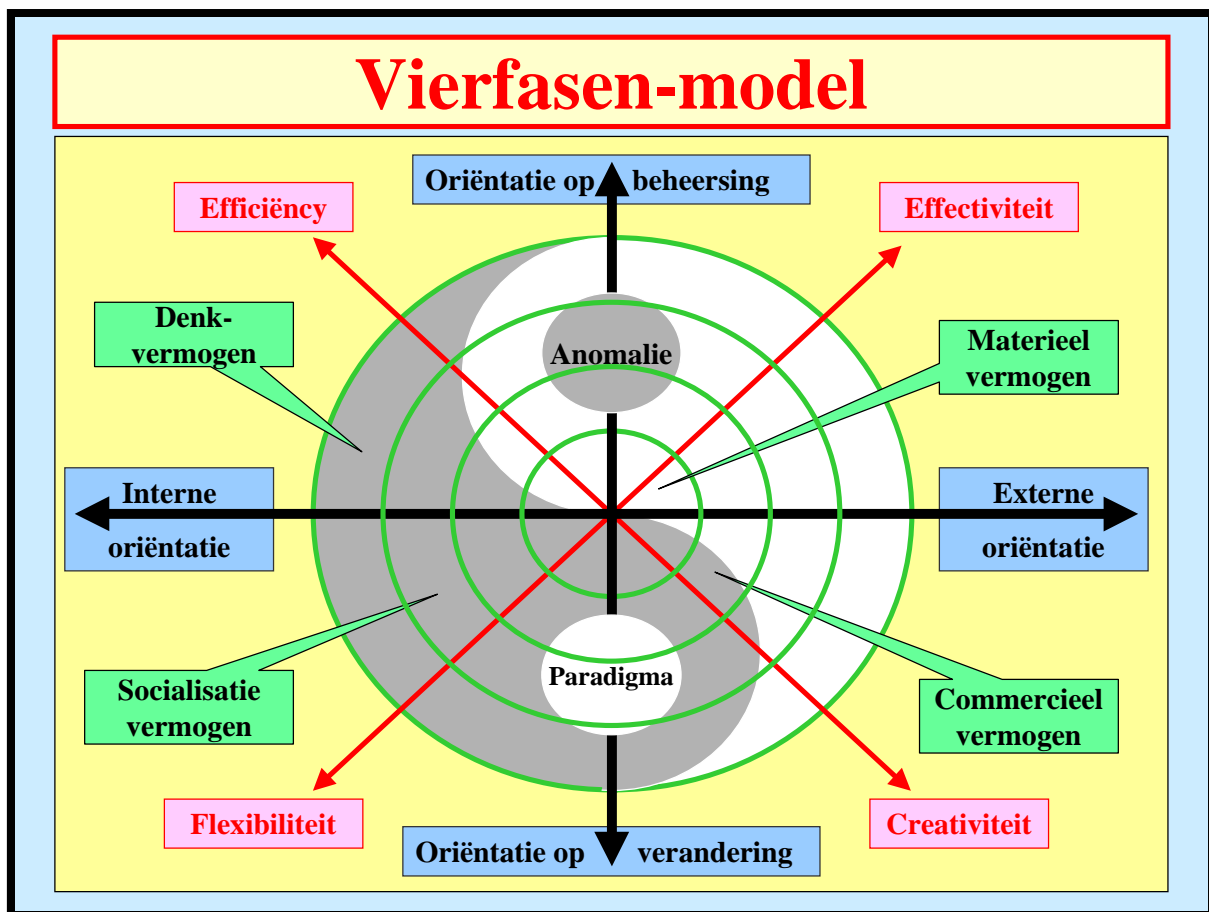 Vierfasen-model
Oriëntatie op beheersing
Efficiëncy
Effectiviteit
Denk-
vermogen
Anomalie
Materieel
vermogen
Interne
oriëntatie
Externe
oriëntatie
Socialisatie
vermogen
Paradigma
Commercieel
vermogen
Flexibiliteit
Creativiteit
Oriëntatie op verandering